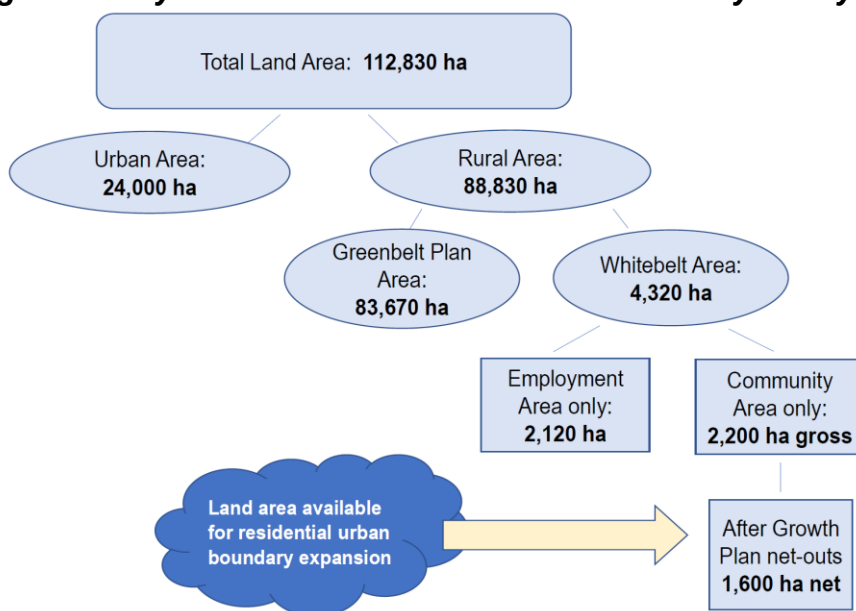 Total Land Area: 112,830 ha
Urban Area:
24,000 ha
Rural Area:
88,830 ha
Greenbelt Plan
Area:
83,670 ha
Whitebelt Area:
4,320 ha
Employment
Area only:
2,120 ha
Community
Area only:
2,200 ha gross
Land area available
for residential urban
boundary expansion
After Growth
Plan net-outs
1,600 ha net